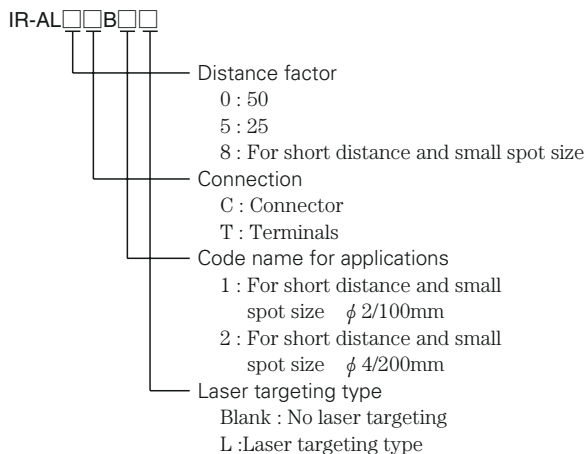 IR-AL□□B□□
Distance factor
0 : 50
5 : 25
8 : For short distance and small spot size
Connection
C : Connector
T : Terminals
Code name for applications
1 : For short distance and small
spot size ϕ 2/100mm
2 : For short distance and small
spot size ϕ 4/200mm
Laser targeting type
Blank : No laser targeting
L :Laser targeting type